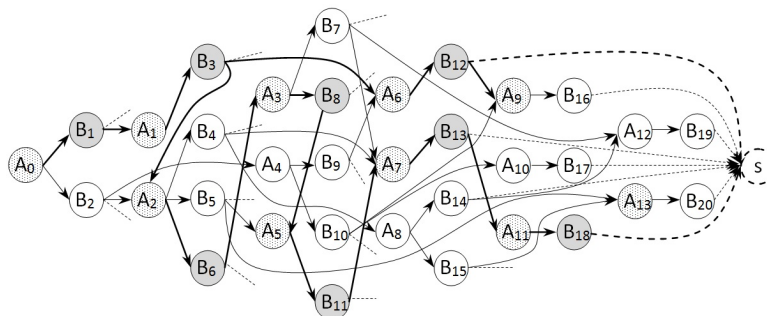 B7
B3 B12
A3 B8 A6 A9 B16
B1 A1 B4 B13 A12 B19
A0 A4 B9 A7 A10 B17 s
B2 A2 B5 B14 A13 B20
A5 B10 A8 A11 B18
B6 B15
B11